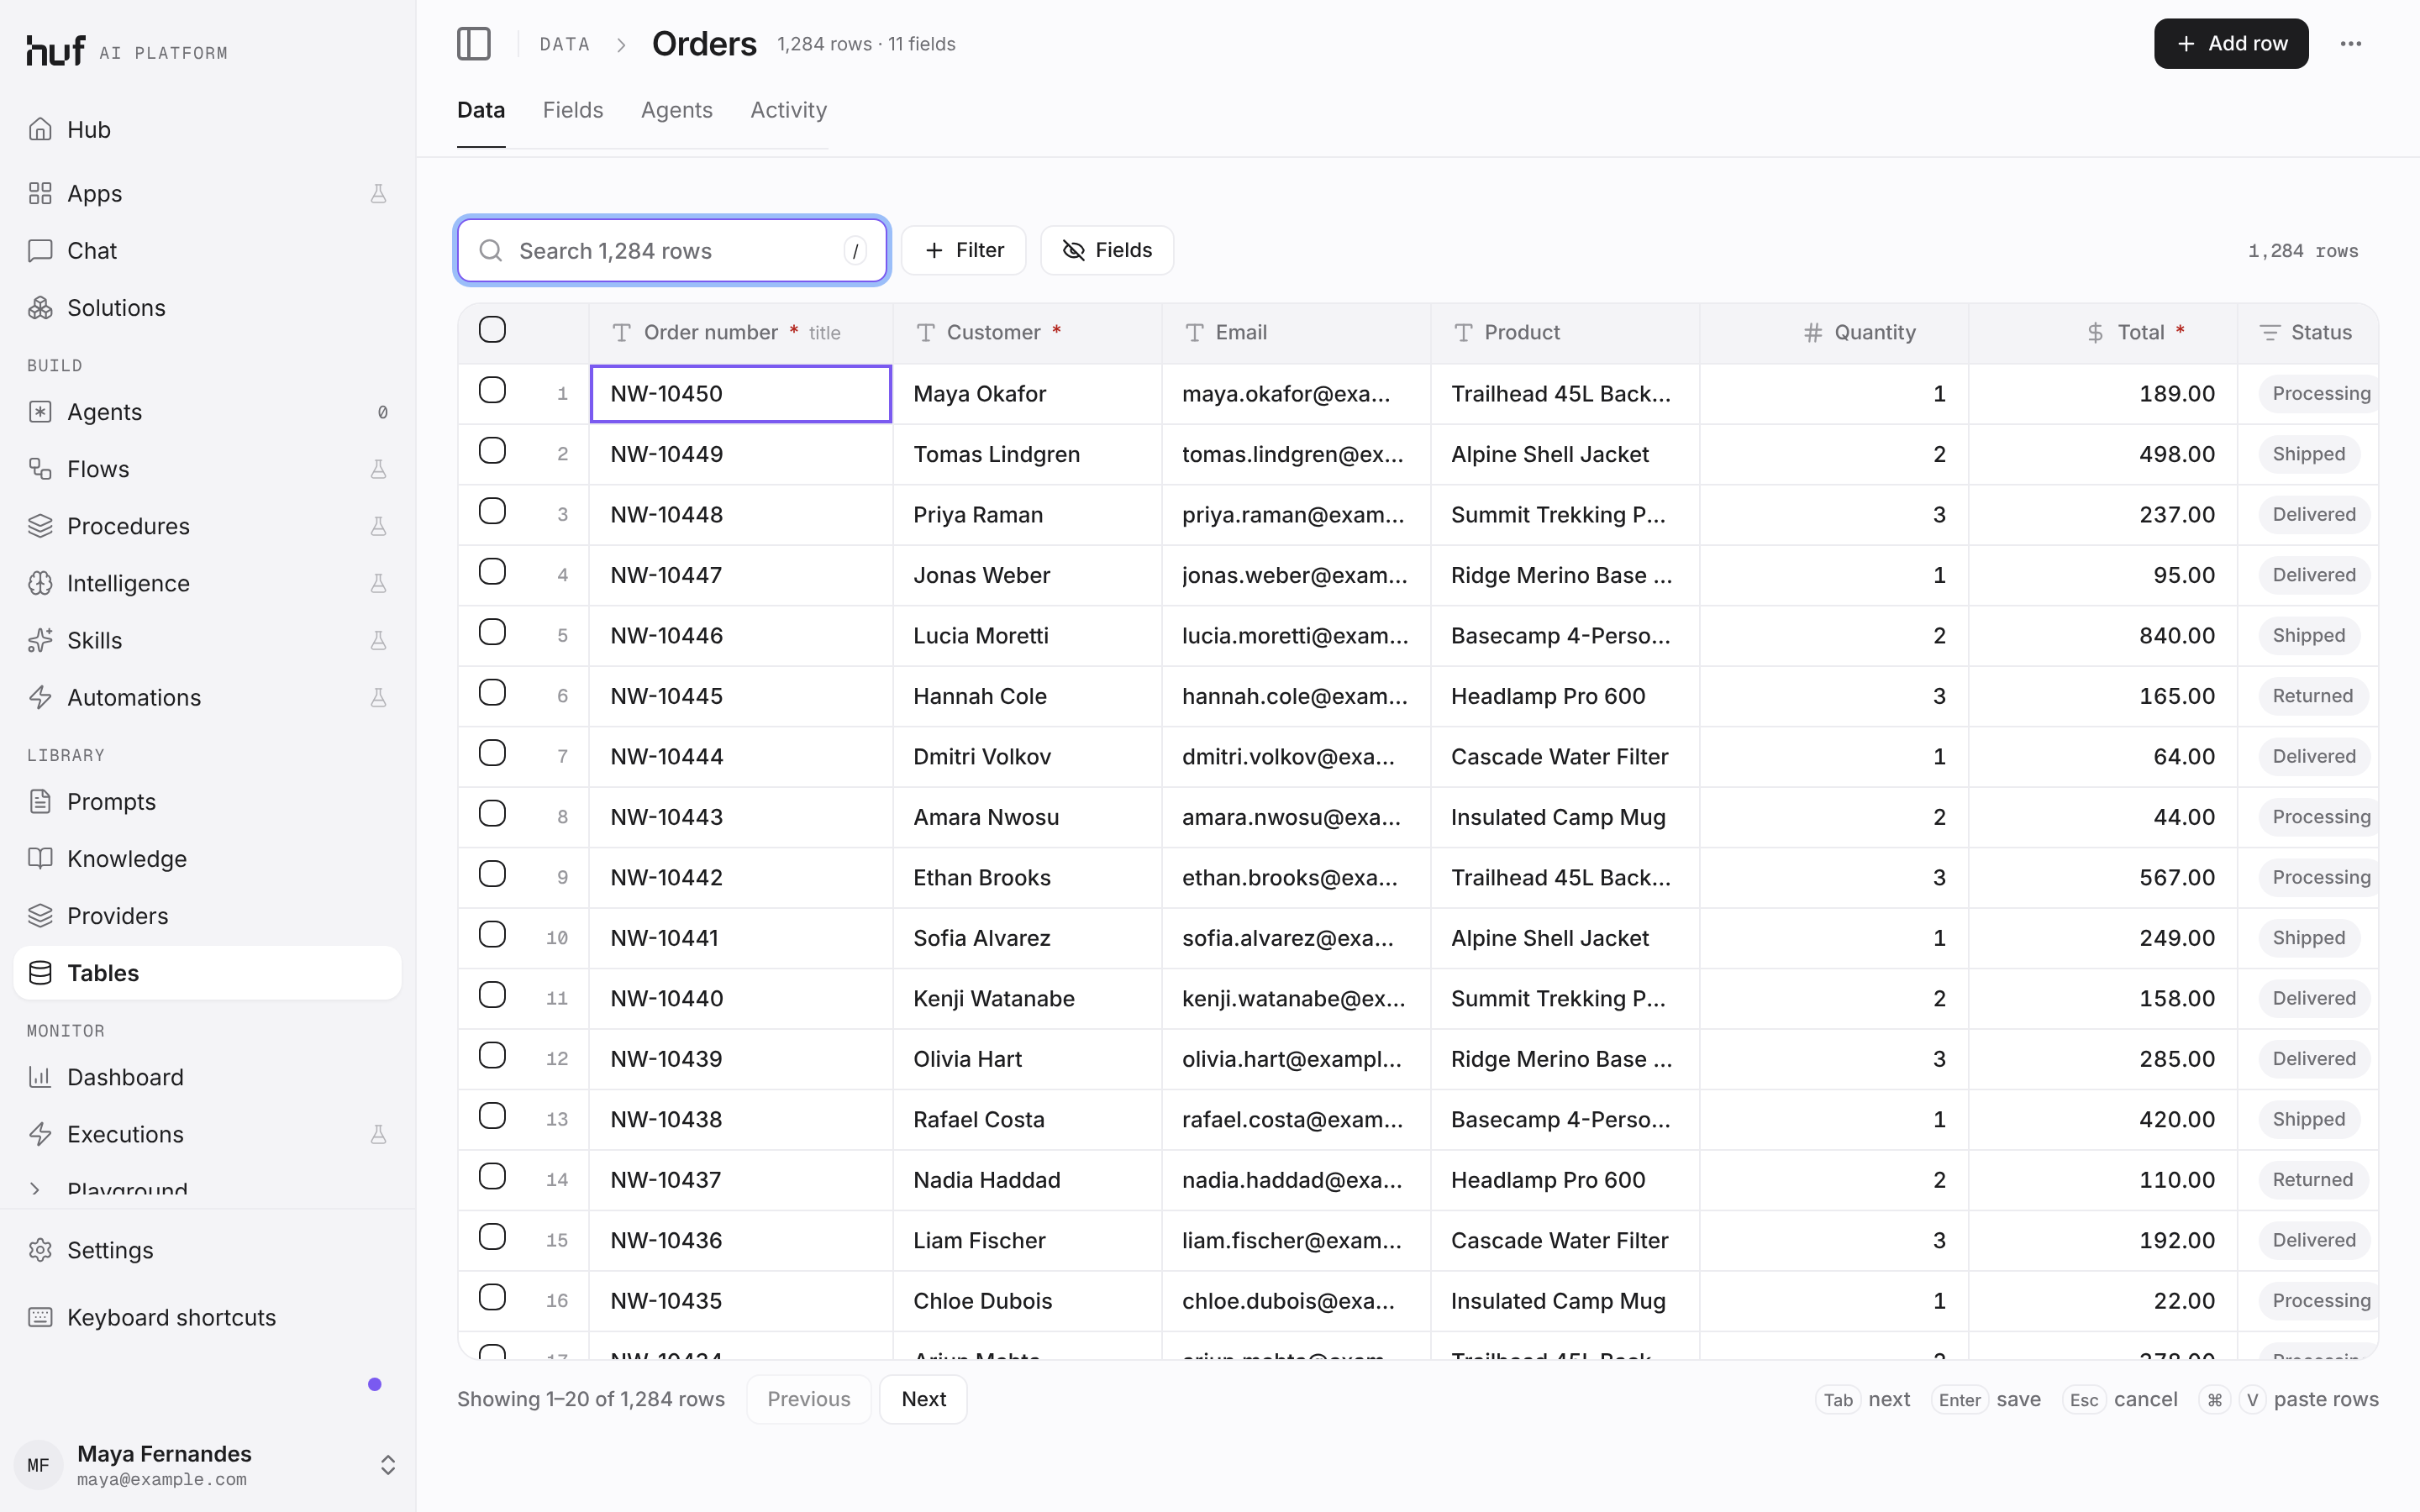 huf AI PLATFORM
Hub
Apps
Chat
Solutions
BUILD
Agents 0
Flows
Procedures
Intelligence
Skills
Automations
LIBRARY
Prompts
Knowledge
Providers
Tables
MONITOR
Dashboard
Executions
Playground
Settings
Keyboard shortcuts
MF Maya Fernandes
maya@example.com
DATA > Orders 1,284 rows · 11 fields
+ Add row ···
Data Fields Agents Activity
Search 1,284 rows / + Filter Fields 1,284 rows
Order number * title Customer * Email Product # Quantity $ Total * Status
1 NW-10450 Maya Okafor maya.okafor@exa... Trailhead 45L Back... 1 189.00 Processing
2 NW-10449 Tomas Lindgren tomas.lindgren@ex... Alpine Shell Jacket 2 498.00 Shipped
3 NW-10448 Priya Raman priya.raman@exam... Summit Trekking P... 3 237.00 Delivered
4 NW-10447 Jonas Weber jonas.weber@exam... Ridge Merino Base ... 1 95.00 Delivered
5 NW-10446 Lucia Moretti lucia.moretti@exam... Basecamp 4-Perso... 2 840.00 Shipped
6 NW-10445 Hannah Cole hannah.cole@exam... Headlamp Pro 600 3 165.00 Returned
7 NW-10444 Dmitri Volkov dmitri.volkov@exa... Cascade Water Filter 1 64.00 Delivered
8 NW-10443 Amara Nwosu amara.nwosu@exa... Insulated Camp Mug 2 44.00 Processing
9 NW-10442 Ethan Brooks ethan.brooks@exa... Trailhead 45L Back... 3 567.00 Processing
10 NW-10441 Sofia Alvarez sofia.alvarez@exa... Alpine Shell Jacket 1 249.00 Shipped
11 NW-10440 Kenji Watanabe kenji.watanabe@ex... Summit Trekking P... 2 158.00 Delivered
12 NW-10439 Olivia Hart olivia.hart@exampl... Ridge Merino Base ... 3 285.00 Delivered
13 NW-10438 Rafael Costa rafael.costa@exam... Basecamp 4-Perso... 1 420.00 Shipped
14 NW-10437 Nadia Haddad nadia.haddad@exa... Headlamp Pro 600 2 110.00 Returned
15 NW-10436 Liam Fischer liam.fischer@exam... Cascade Water Filter 3 192.00 Delivered
16 NW-10435 Chloe Dubois chloe.dubois@exa... Insulated Camp Mug 1 22.00 Processing
Showing 1–20 of 1,284 rows Previous Next Tab next Enter save Esc cancel ⌘ V paste rows